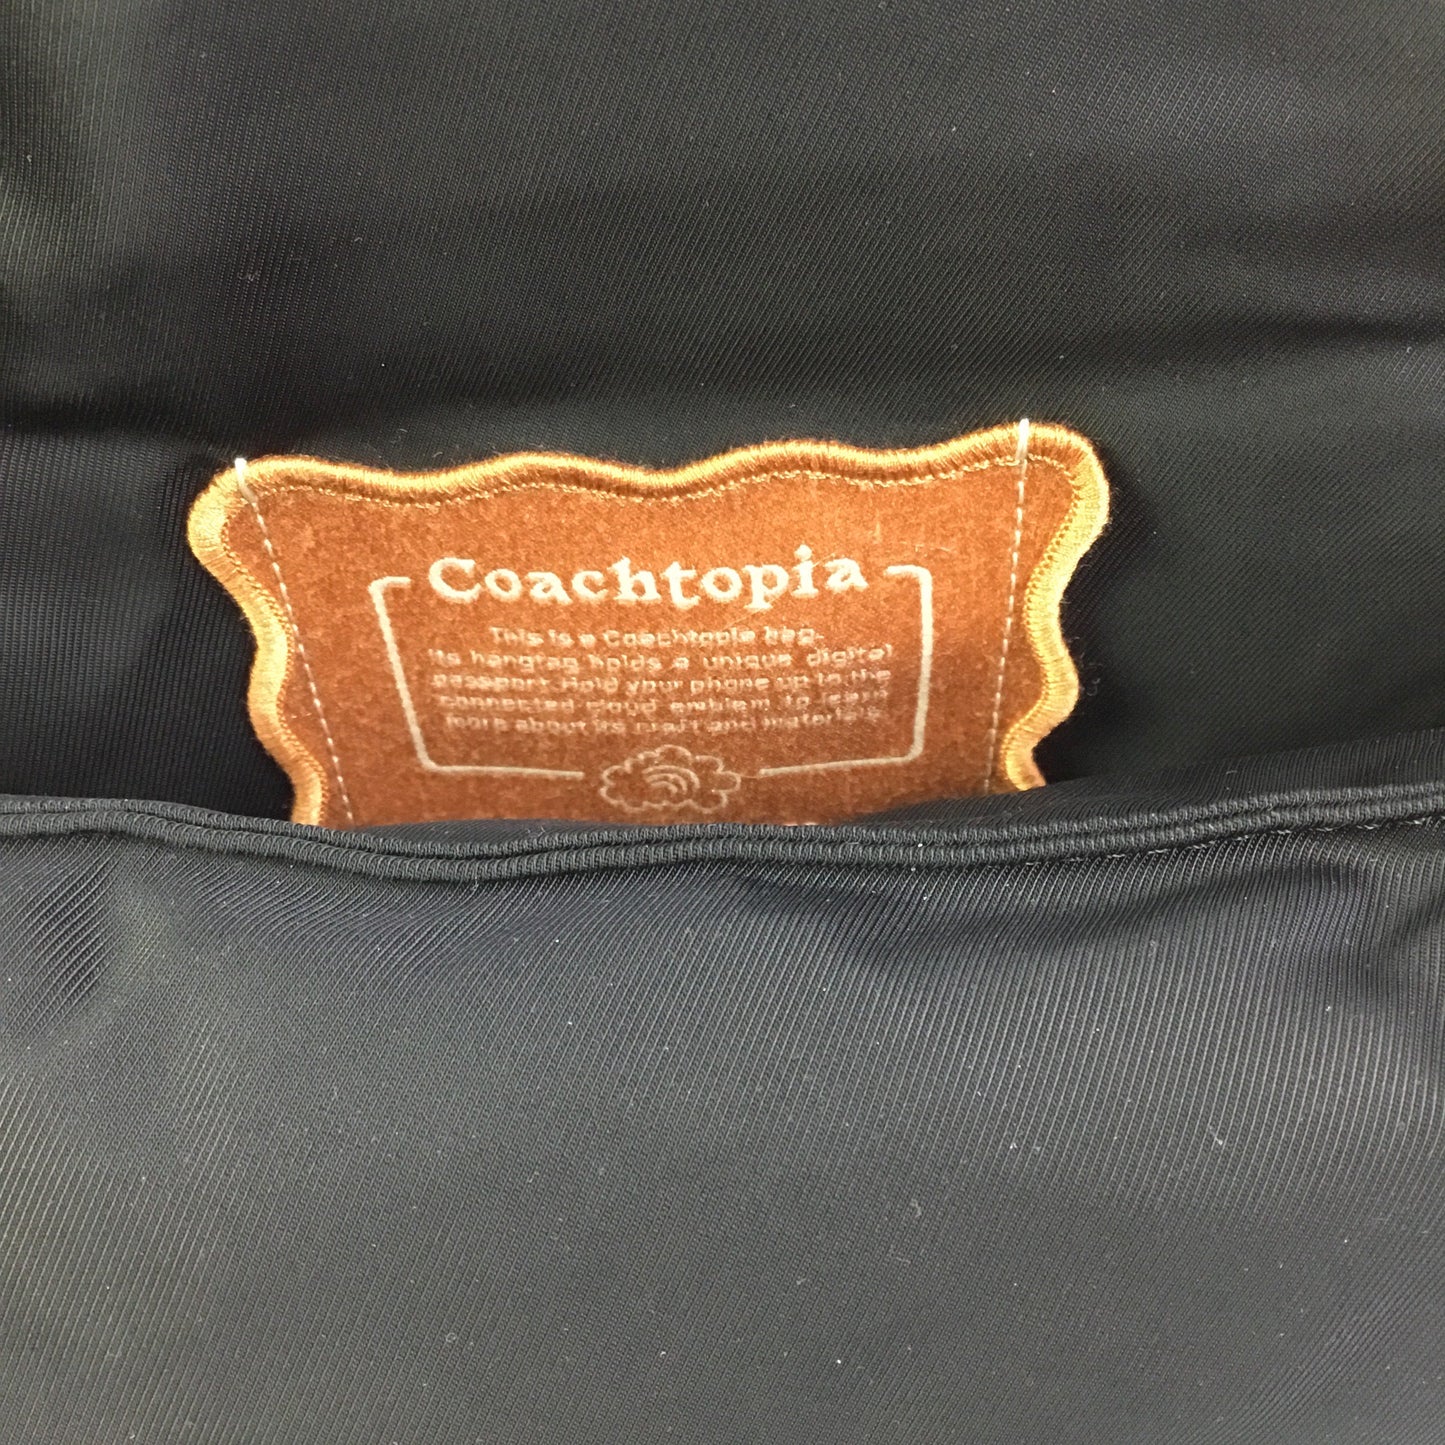 Coachtopia
This is a Coachtopia bag.
Its hangtag holds a unique digital
passport. Hold your phone up to the
connected cloud emblem to learn
more about its craft and materials.